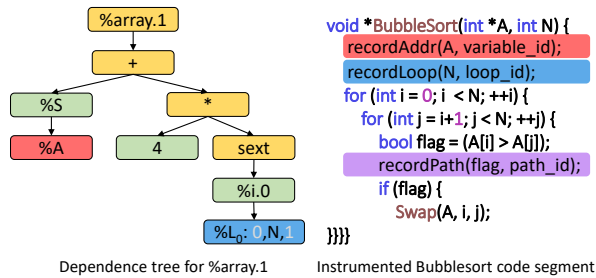 %array.1
+
%S
*
%A
4
sext
%i.0
%L0: 0,N,1
Dependence tree for %array.1
void *BubbleSort(int *A, int N) {
recordAddr(A, variable_id);
recordLoop(N, loop_id);
for (int i = 0; i < N; ++i) {
for (int j = i+1; j < N; ++j) {
bool flag = (A[i] > A[j]);
recordPath(flag, path_id);
if (flag) {
Swap(A, i, j);
}}}}
Instrumented Bubblesort code segment